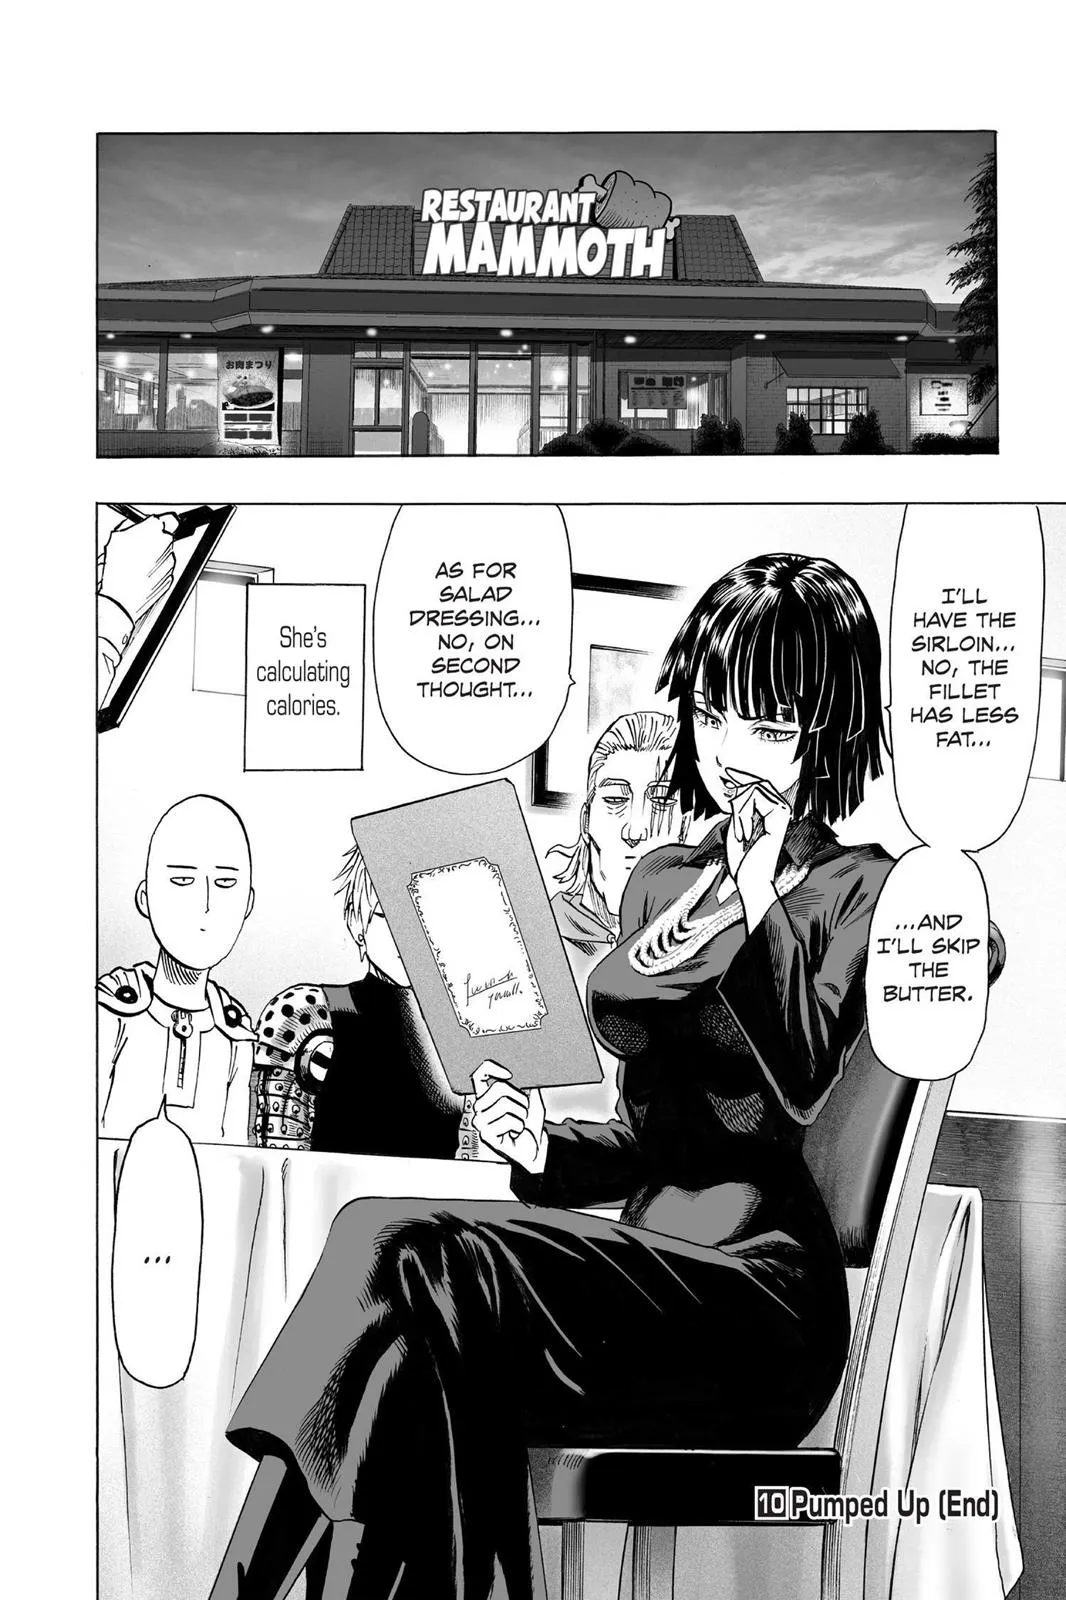 RESTAURANT
MAMMOTH
お肉まつり
I'LL
HAVE THE
SIRLOIN...
NO, THE
FILLET
HAS LESS
FAT...
...AND
I'LL SKIP
THE
BUTTER.
AS FOR
SALAD
DRESSING...
NO, ON
SECOND
THOUGHT...
She's
calculating
calories.
...
10 Pumped Up (End)